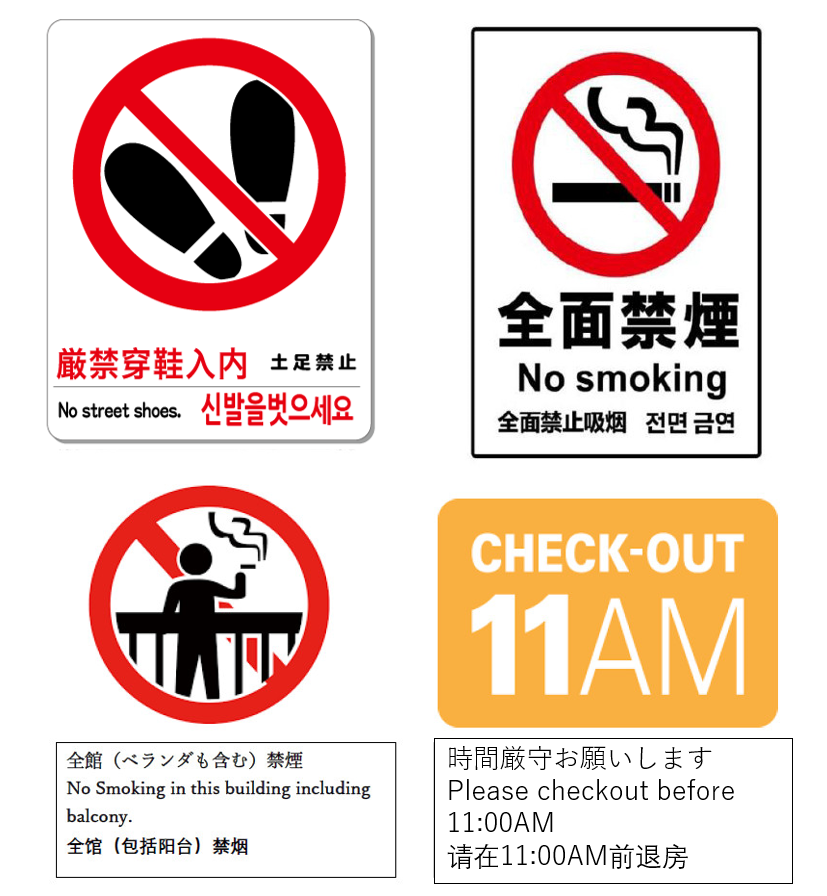 厳禁穿鞋入内 土足禁止
No street shoes. 신발을벗으세요
全面禁煙
No smoking
全面禁止吸烟 전면 금연
全館（ベランダも含む）禁煙
No Smoking in this building including
balcony.
全馆（包括阳台）禁烟
CHECK-OUT
11AM
時間厳守お願いします
Please checkout before
11:00AM
请在11:00AM前退房